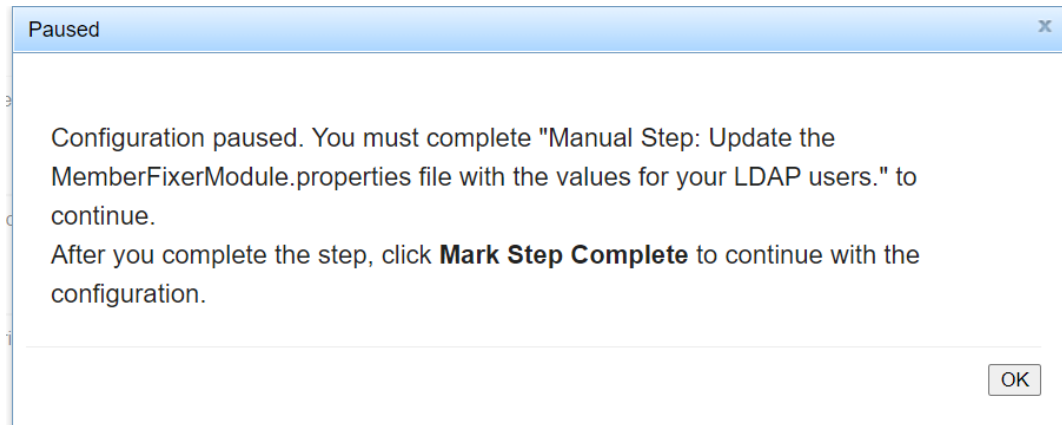 Paused
x
Configuration paused. You must complete "Manual Step: Update the
MemberFixerModule.properties file with the values for your LDAP users." to
continue.
After you complete the step, click Mark Step Complete to continue with the
configuration.
OK